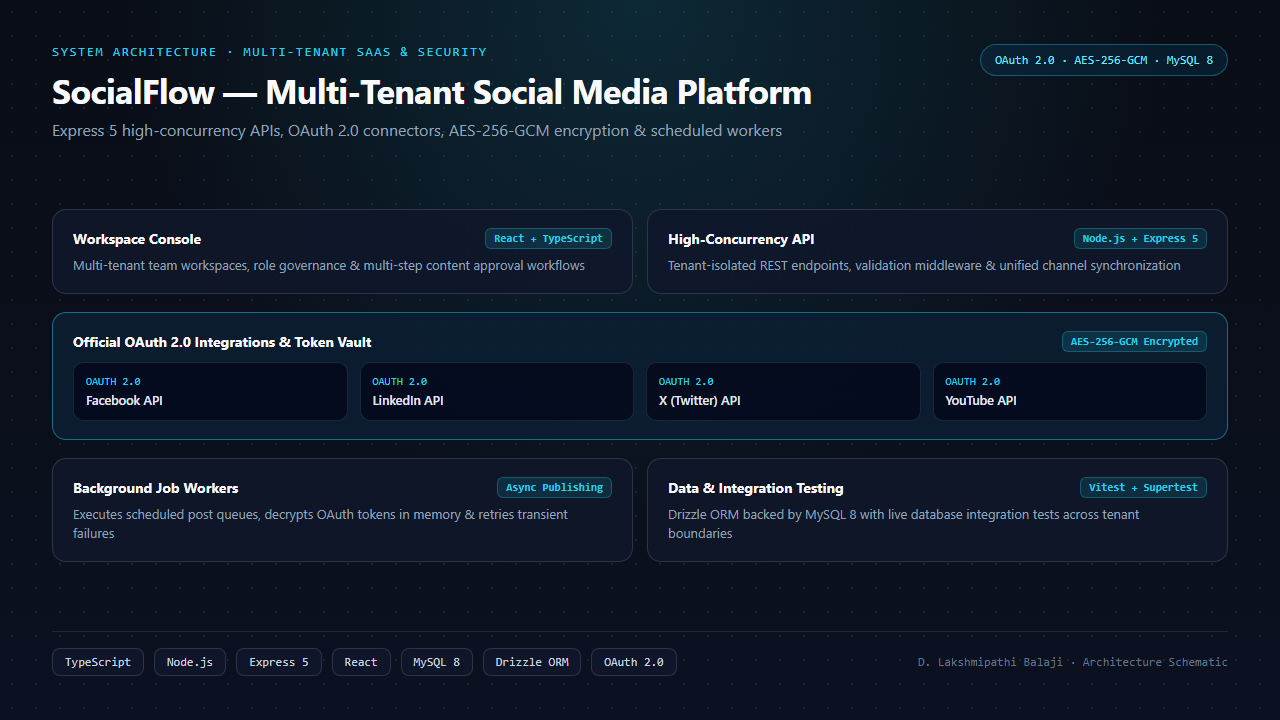 SYSTEM ARCHITECTURE · MULTI-TENANT SAAS & SECURITY
OAuth 2.0 · AES-256-GCM · MySQL 8
SocialFlow — Multi-Tenant Social Media Platform
Express 5 high-concurrency APIs, OAuth 2.0 connectors, AES-256-GCM encryption & scheduled workers
Workspace Console
React + TypeScript
Multi-tenant team workspaces, role governance & multi-step content approval workflows
High-Concurrency API
Node.js + Express 5
Tenant-isolated REST endpoints, validation middleware & unified channel synchronization
Official OAuth 2.0 Integrations & Token Vault
AES-256-GCM Encrypted
OAUTH 2.0
Facebook API
OAUTH 2.0
LinkedIn API
OAUTH 2.0
X (Twitter) API
OAUTH 2.0
YouTube API
Background Job Workers
Async Publishing
Executes scheduled post queues, decrypts OAuth tokens in memory & retries transient
failures
Data & Integration Testing
Vitest + Supertest
Drizzle ORM backed by MySQL 8 with live database integration tests across tenant
boundaries
TypeScript
Node.js
Express 5
React
MySQL 8
Drizzle ORM
OAuth 2.0
D. Lakshmipathi Balaji · Architecture Schematic